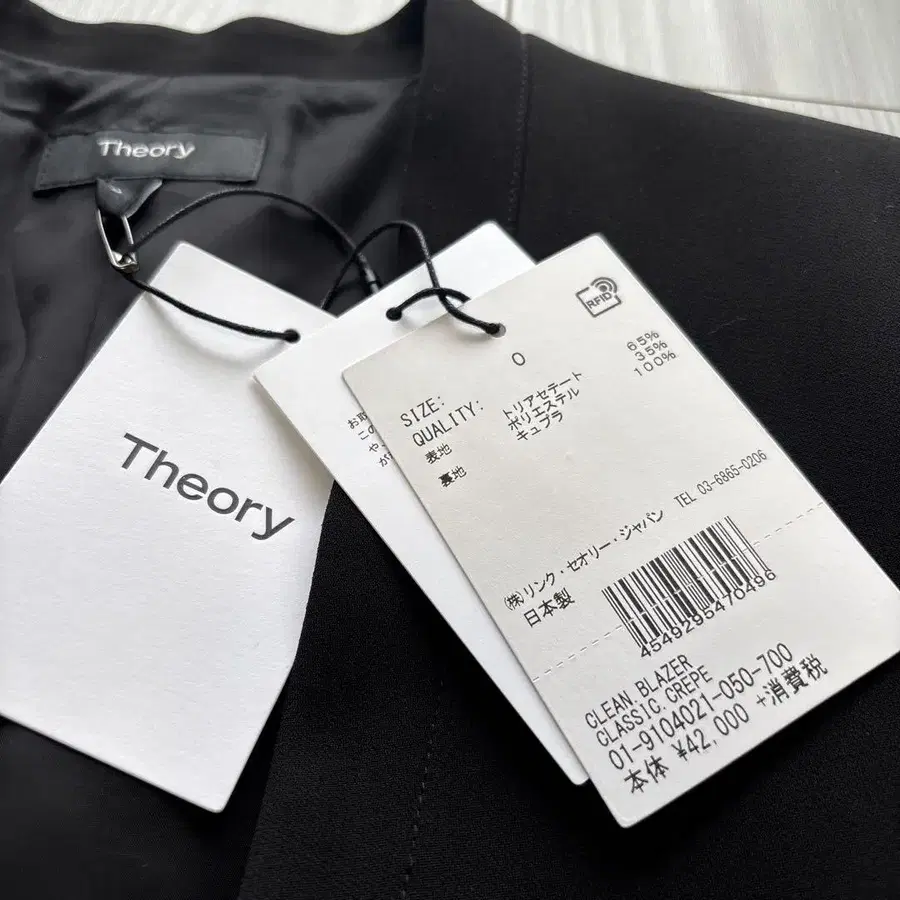 Theory
Theory
RFID
SIZE: 0
QUALITY:
表地 トリアセテート 65%
ポリエステル 35%
裏地 キュプラ 100%
(株)リンク・セオリー・ジャパン TEL 03-6865-0206
日本製
4549295470496
CLEAN.BLAZER
CLASSIC.CREPE
01-9104021-050-700
本体 ¥42,000 +消費税